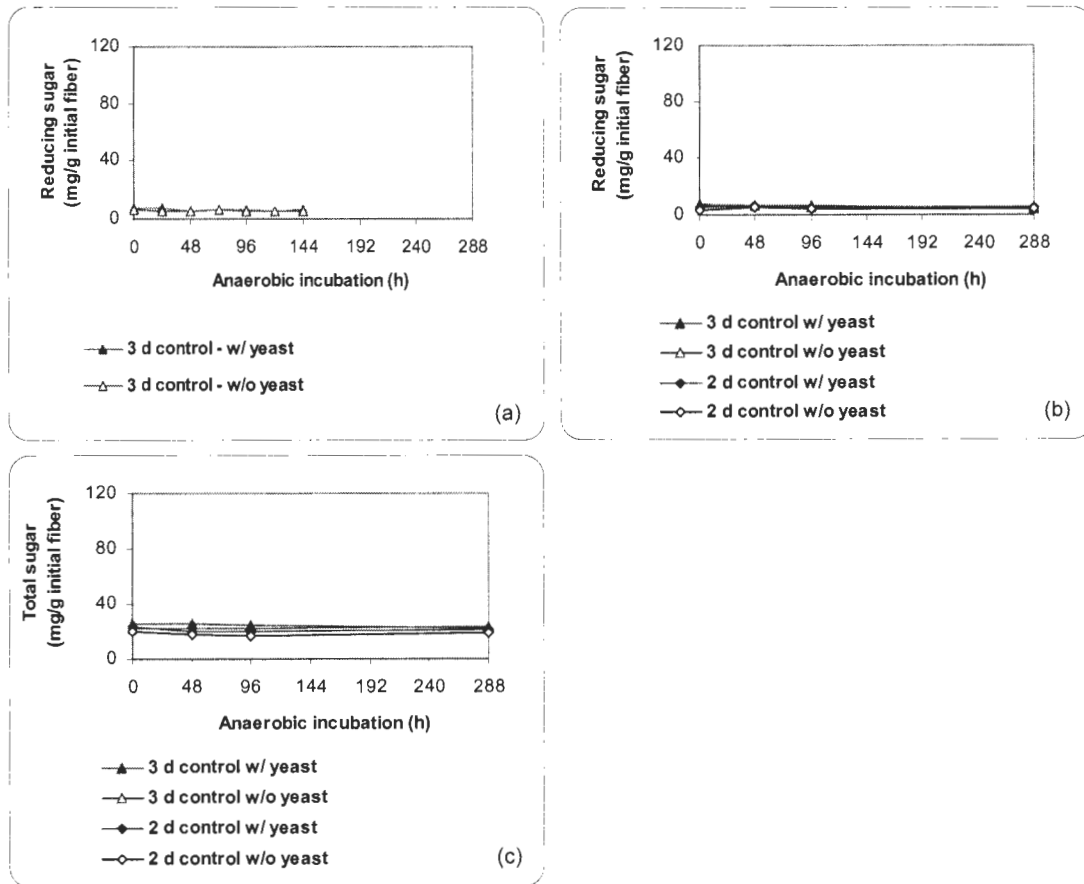 120
80
40
0
Reducing sugar
(mg/g initial fiber)
0 48 96 144 192 240 288
Anaerobic incubation (h)
3 d control - w/ yeast
3 d control - w/o yeast
(a)
120
80
40
0
Reducing sugar
(mg/g initial fiber)
0 48 96 144 192 240 288
Anaerobic incubation (h)
3 d control w/ yeast
3 d control w/o yeast
2 d control w/ yeast
2 d control w/o yeast
(b)
120
80
40
0
Total sugar
(mg/g initial fiber)
0 48 96 144 192 240 288
Anaerobic incubation (h)
3 d control w/ yeast
3 d control w/o yeast
2 d control w/ yeast
2 d control w/o yeast
(c)